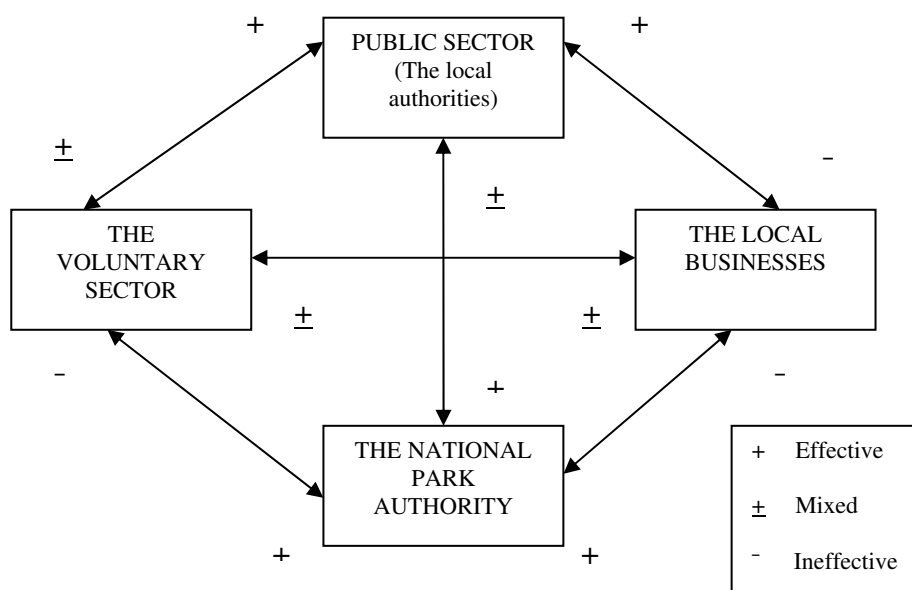 + +
PUBLIC SECTOR
(The local
authorities)
± -
±
THE
VOLUNTARY
SECTOR
THE LOCAL
BUSINESSES
± ±
- + -
THE NATIONAL
PARK
AUTHORITY
+ +
+ Effective
± Mixed
- Ineffective